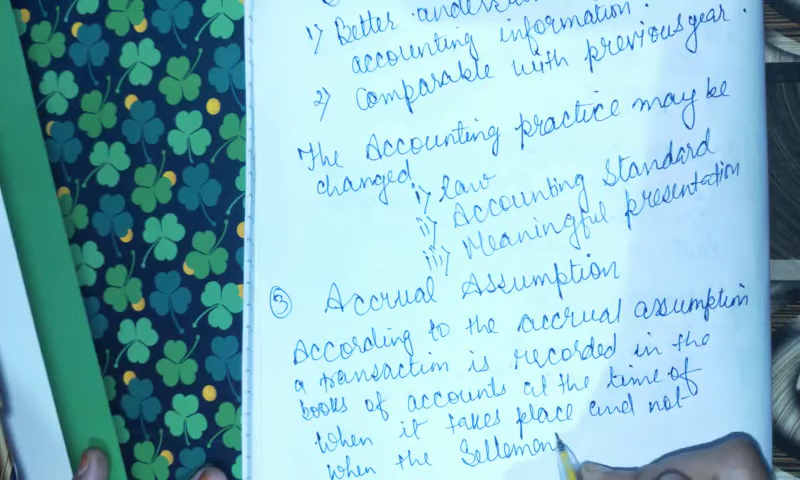 1) Better
accounting information.
2) Comparable with previous year.
The Accounting practice may be
changed
i) law
ii) Accounting Standard
iii) Meaningful presentation
3 Accrual Assumption
According to the accrual assumption
a transaction is recorded in the
books of accounts at the time of
when it takes place and not
when the Settlemen